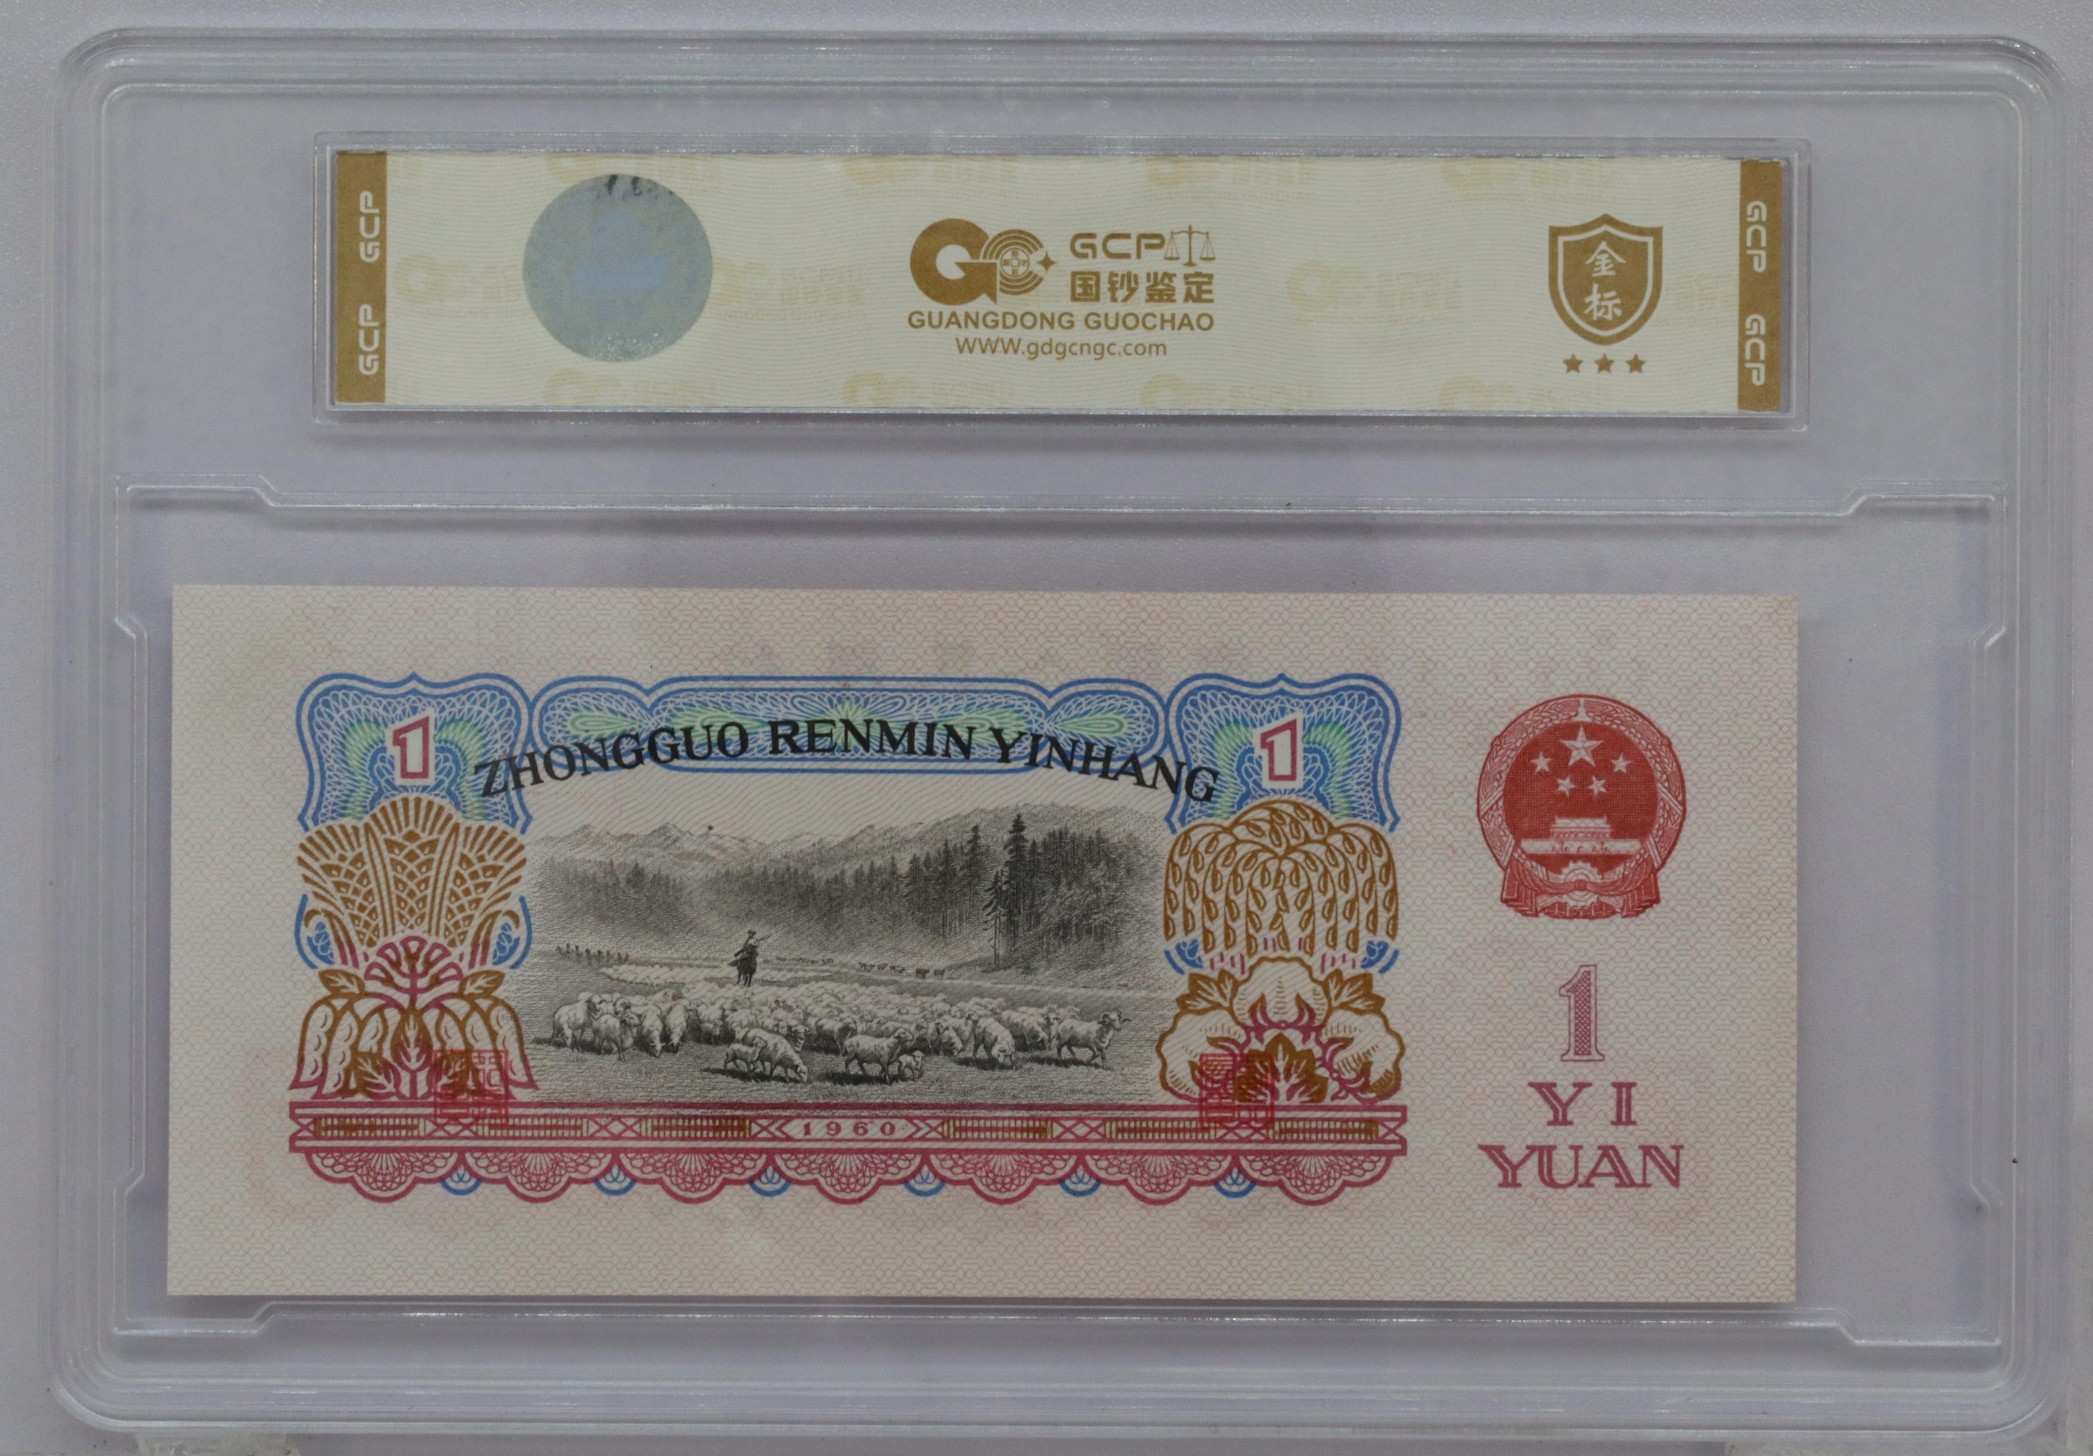 GCP
GCP
GCP
国钞鉴定
GUANGDONG GUOCHAO
WWW.gdgcngc.com
金
标
GCP
GCP
1
ZHONGGUO RENMIN YINHANG
1
1
YI
YUAN
1960